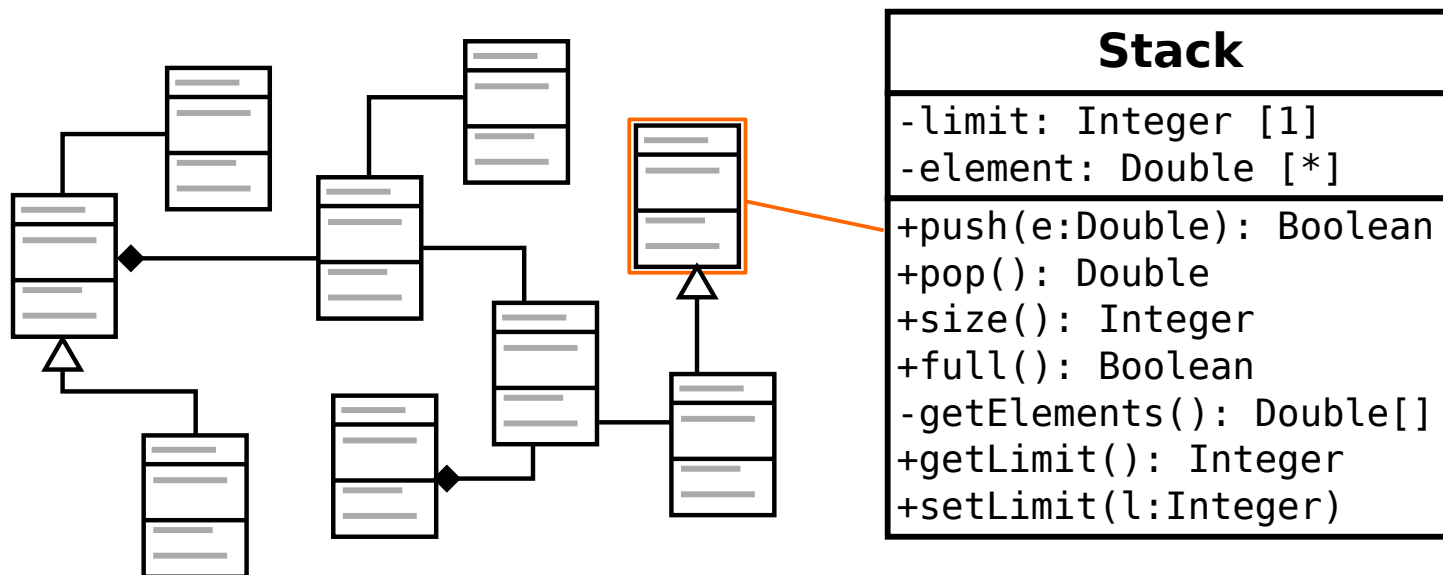 Stack
-limit: Integer [1]
-element: Double [*]
+push(e:Double): Boolean
+pop(): Double
+size(): Integer
+full(): Boolean
-getElements(): Double[]
+getLimit(): Integer
+setLimit(l:Integer)